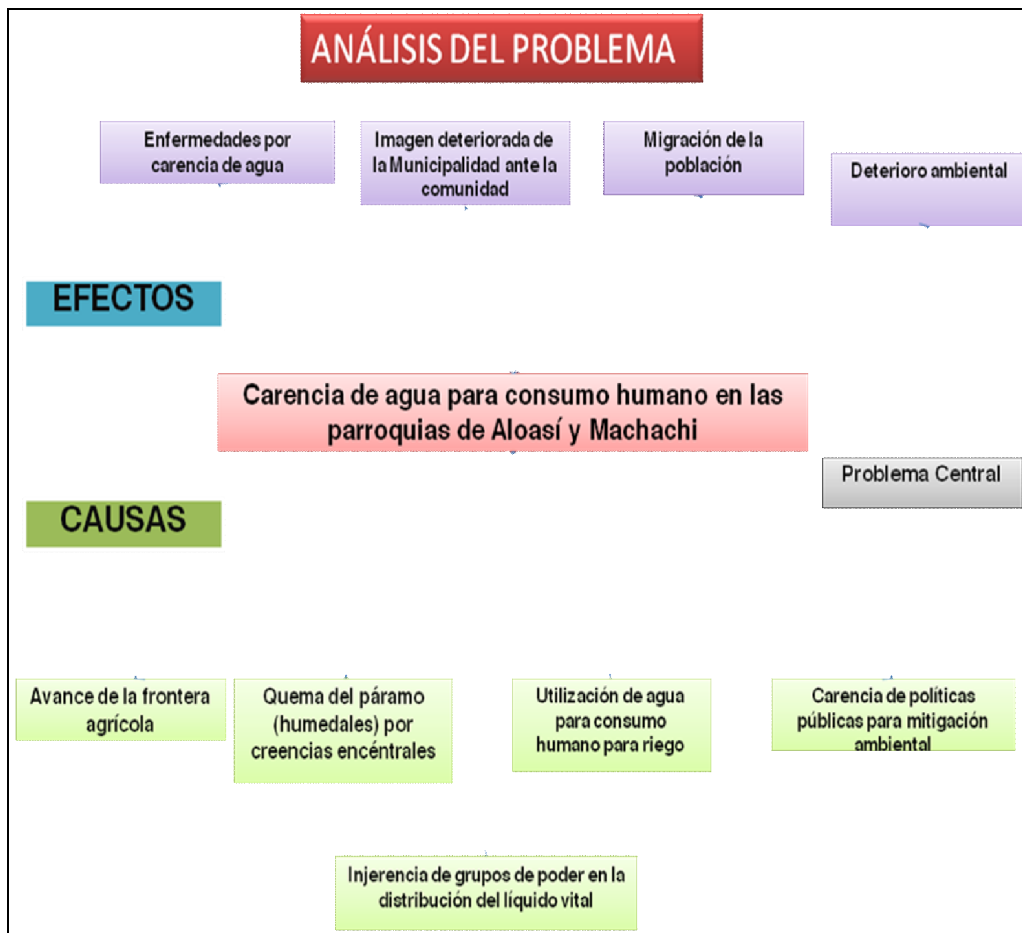 ANÁLISIS DEL PROBLEMA
Enfermedades por
carencia de agua
Imagen deteriorada de
la Municipalidad ante la
comunidad
Migración de la
población
Deterioro ambiental
EFECTOS
Carencia de agua para consumo humano en las
parroquias de Aloasí y Machachi
Problema Central
CAUSAS
Avance de la frontera
agrícola
Quema del páramo
(humedales) por
creencias encéntrales
Utilización de agua
para consumo
humano para riego
Carencia de políticas
públicas para mitigación
ambiental
Injerencia de grupos de poder en la
distribución del líquido vital